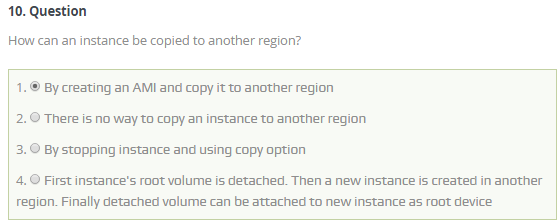 10. Question
How can an instance be copied to another region?
1. By creating an AMI and copy it to another region
2. There is no way to copy an instance to another region
3. By stopping instance and using copy option
4. First instance's root volume is detached. Then a new instance is created in another
region. Finally detached volume can be attached to new instance as root device